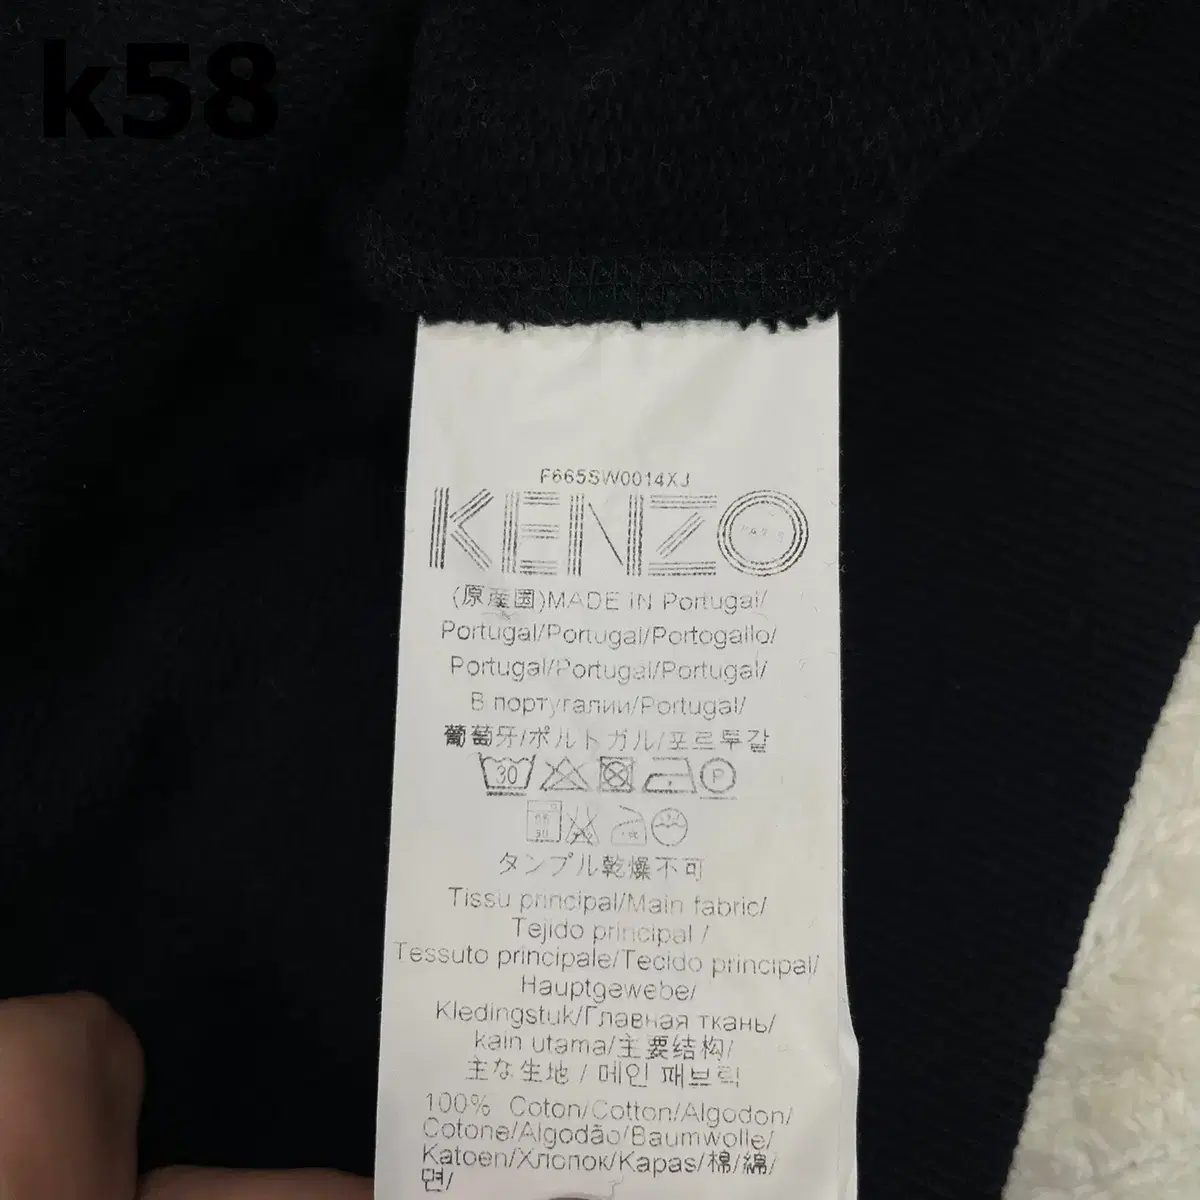 k58
F665SW0014XJ
KENZO
PARIS
(原産国)MADE IN Portugal/
Portugal/Portugal/Portogallo/
Portugal/Portugal/Portugal/
В португалии/Portugal/
葡萄牙/ポルトガル/포르투갈
30 P
タンブル乾燥不可
Tissu principal/Main fabric/
Tejido principal /
Tessuto principale/Tecido principal/
Hauptgewebe/
Kledingstuk/Главная ткань/
kain utama/主要结构/
主な生地 / 메인 패브릭
100% Coton/Cotton/Algodon/
Cotone/Algodão/Baumwolle/
Katoen/Хлопок/Kapas/棉/綿/
면/